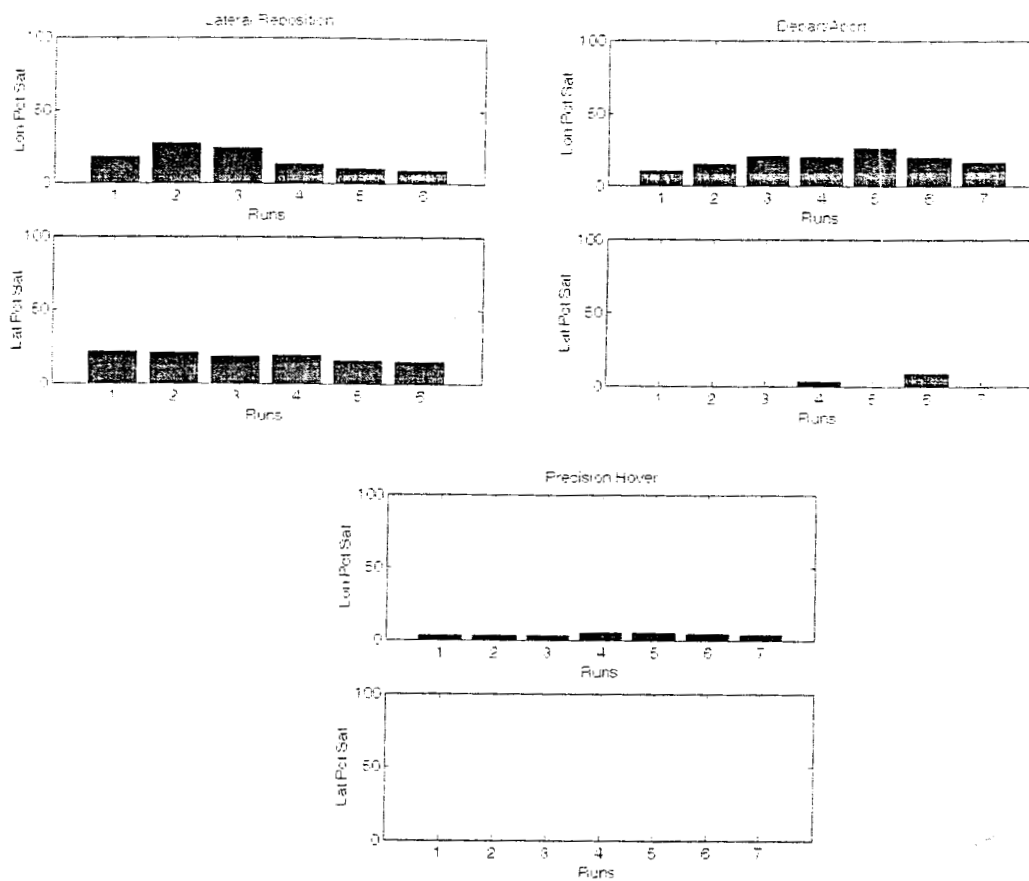 Lateral Reposition
100
50
0
Lon Pct Sat
1 2 3 4 5 6
Runs
100
50
0
Lat Pct Sat
1 2 3 4 5 6
Runs
Depart/Abort
100
50
0
Lon Pct Sat
1 2 3 4 5 6 7
Runs
100
50
0
Lat Pct Sat
1 2 3 4 5 6 7
Runs
Precision Hover
100
50
0
Lon Pct Sat
1 2 3 4 5 6 7
Runs
100
50
0
Lat Pct Sat
1 2 3 4 5 6 7
Runs